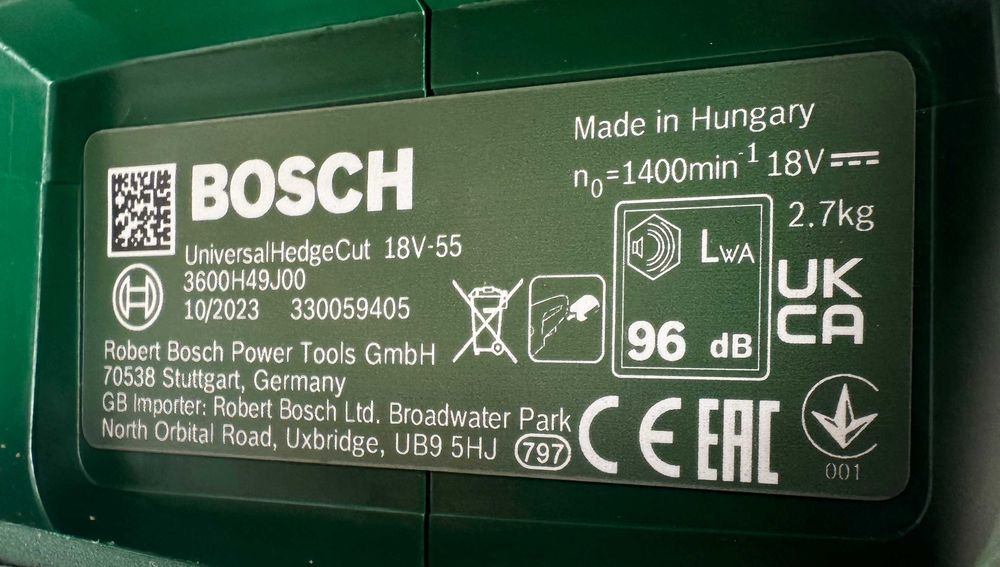 BOSCH
UniversalHedgeCut 18V-55
3600H49J00
10/2023 330059405
Robert Bosch Power Tools GmbH
70538 Stuttgart, Germany
GB Importer: Robert Bosch Ltd. Broadwater Park
North Orbital Road, Uxbridge, UB9 5HJ 797
Made in Hungary
n₀=1400min⁻¹ 18V
2.7kg
LWA
96 dB
UK
CA
CE EAC
001